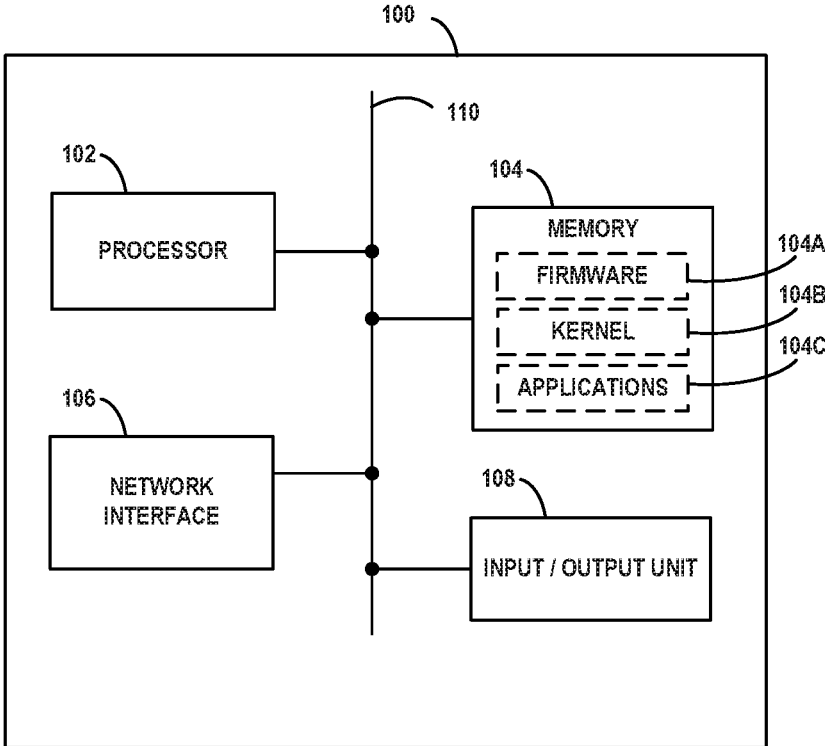 100
110
102
PROCESSOR
104
MEMORY
FIRMWARE
104A
KERNEL
104B
APPLICATIONS
104C
106
NETWORK
INTERFACE
108
INPUT / OUTPUT UNIT